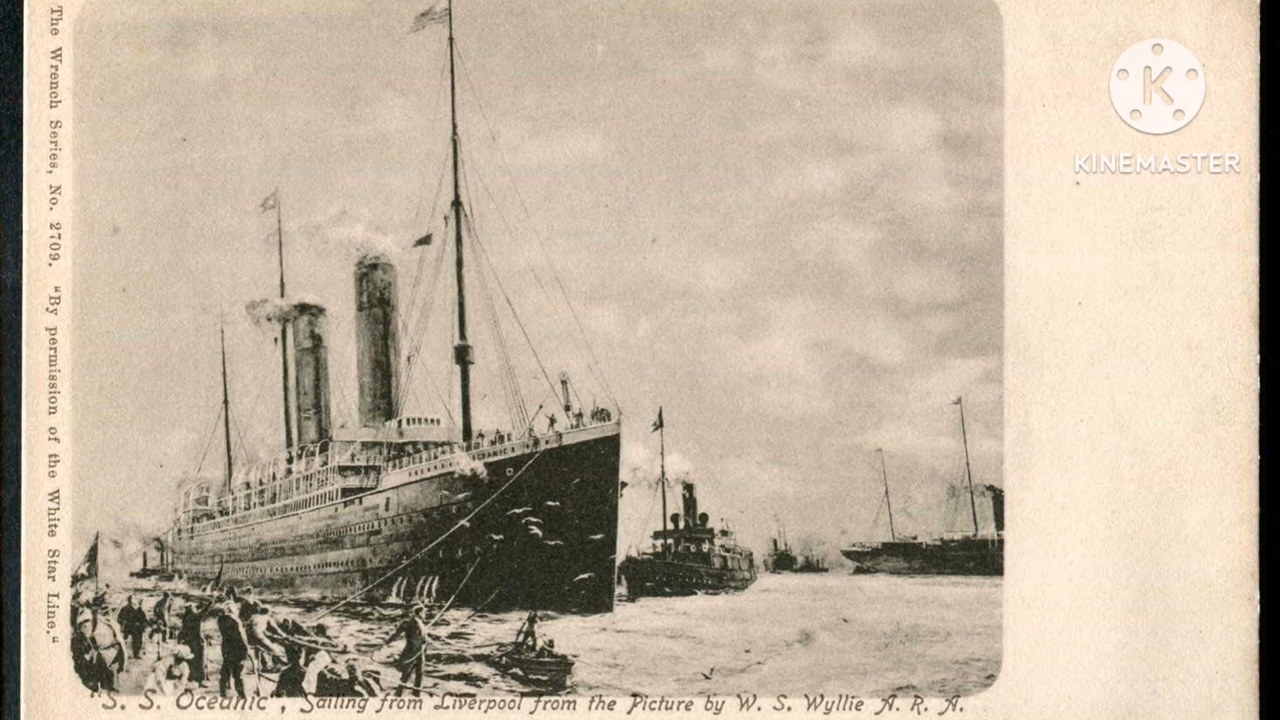 The Wrench Series, No. 2709. "By permission of the White Star Line."
K
KINEMASTER
OCEANIC
"S. S. Oceanic", Sailing from Liverpool from the Picture by W. S. Wyllie A. R. A.